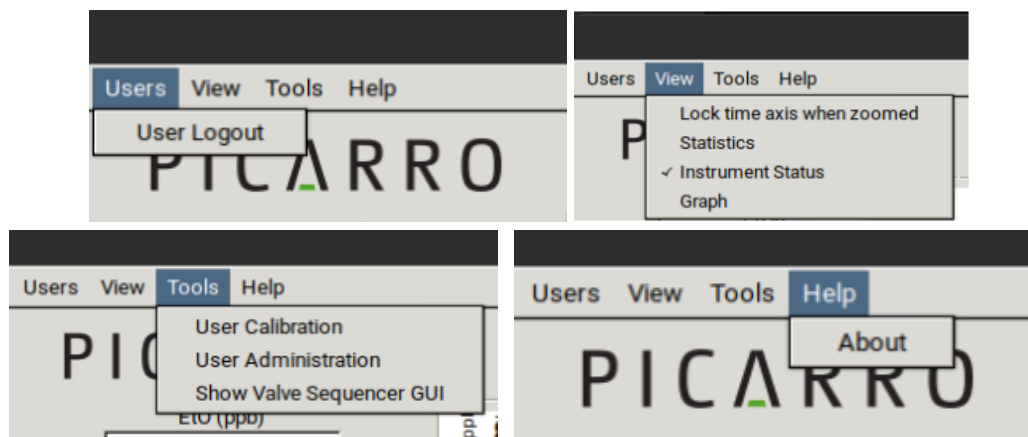 Users View Tools Help
User Logout
PICARRO
Users View Tools Help
Lock time axis when zoomed
Statistics
✓ Instrument Status
Graph
P
Users View Tools Help
User Calibration
User Administration
Show Valve Sequencer GUI
PIC
EtO (ppb)
Users View Tools Help
About
PICARRO